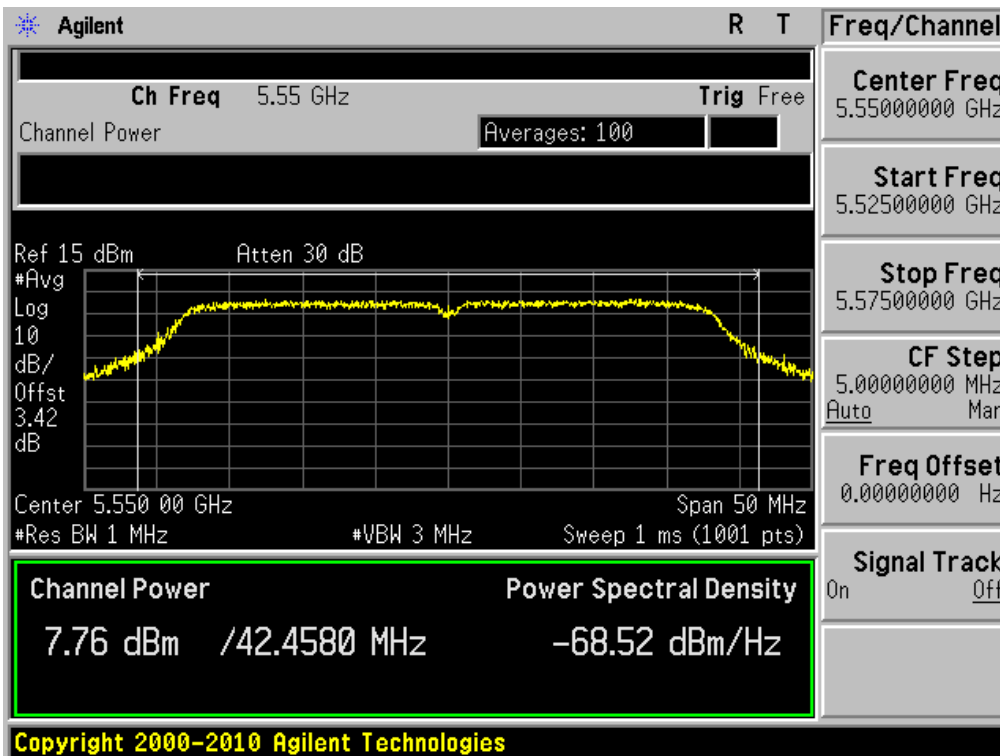 Agilent R T
Freq/Channel
Ch Freq 5.55 GHz Trig Free
Channel Power Averages: 100
Ref 15 dBm Atten 30 dB
#Avg
Log
10
dB/
Offst
3.42
dB
Center 5.550 00 GHz Span 50 MHz
#Res BW 1 MHz #VBW 3 MHz Sweep 1 ms (1001 pts)
Channel Power Power Spectral Density
7.76 dBm /42.4580 MHz -68.52 dBm/Hz
Center Freq
5.55000000 GHz
Start Freq
5.52500000 GHz
Stop Freq
5.57500000 GHz
CF Step
5.00000000 MHz
Auto Man
Freq Offset
0.00000000 Hz
Signal Track
On Off
Copyright 2000-2010 Agilent Technologies